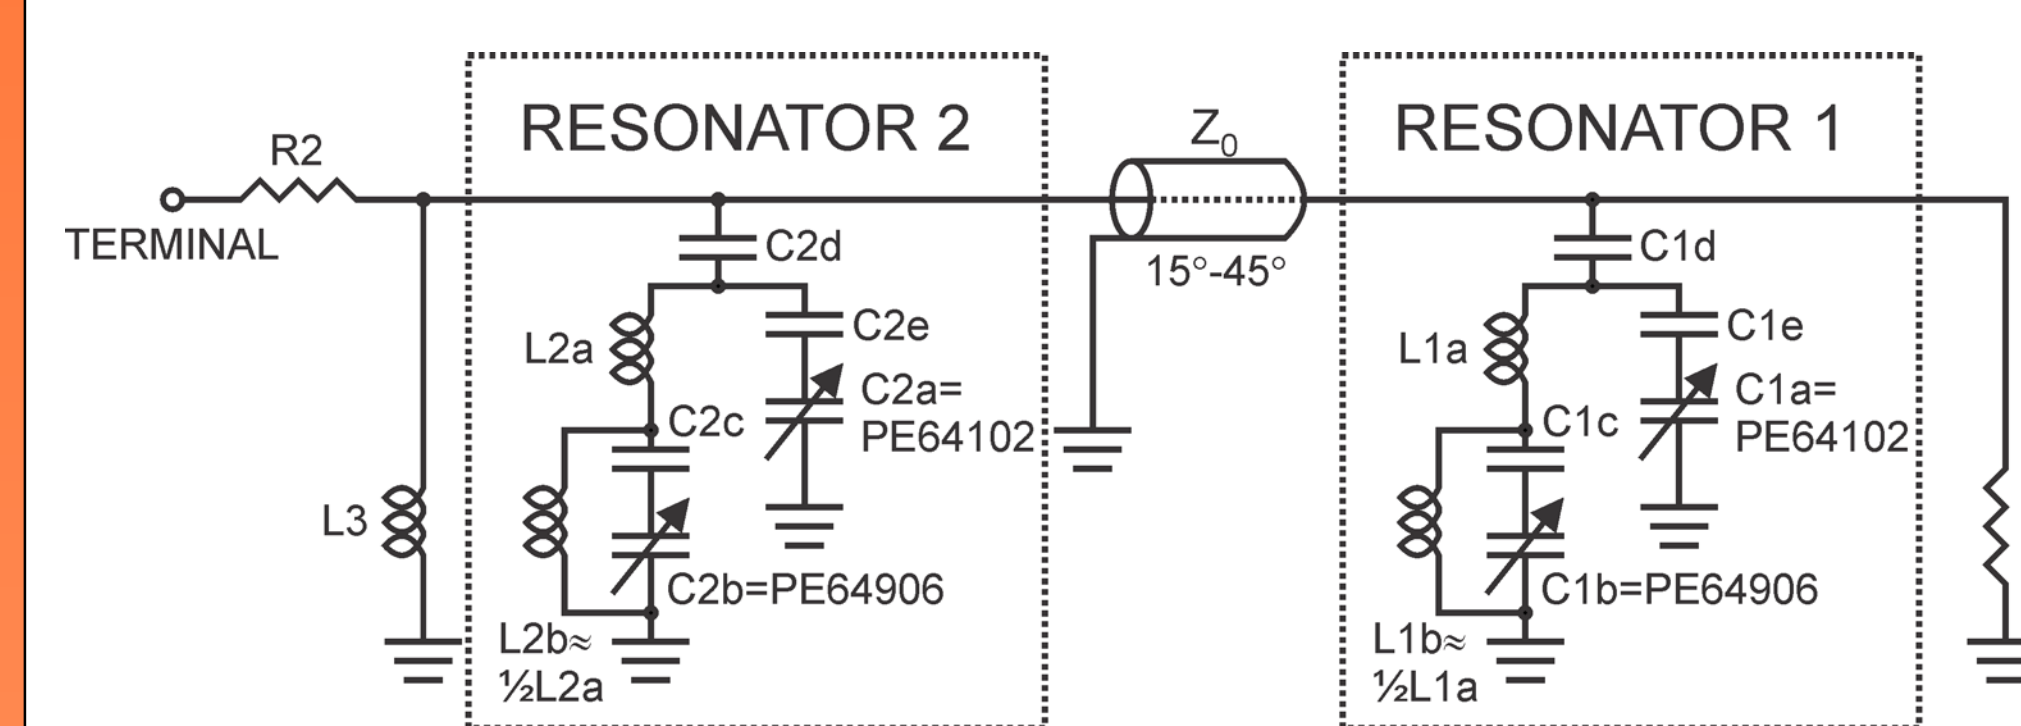 RESONATOR 2
RESONATOR 1
Z0
R2
TERMINAL
15°-45°
C2d
C1d
L2a
C2e
L1a
C1e
C2a=
PE64102
C1a=
PE64102
C2c
C1c
L3
C2b=PE64906
C1b=PE64906
L2b≈
½L2a
L1b≈
½L1a